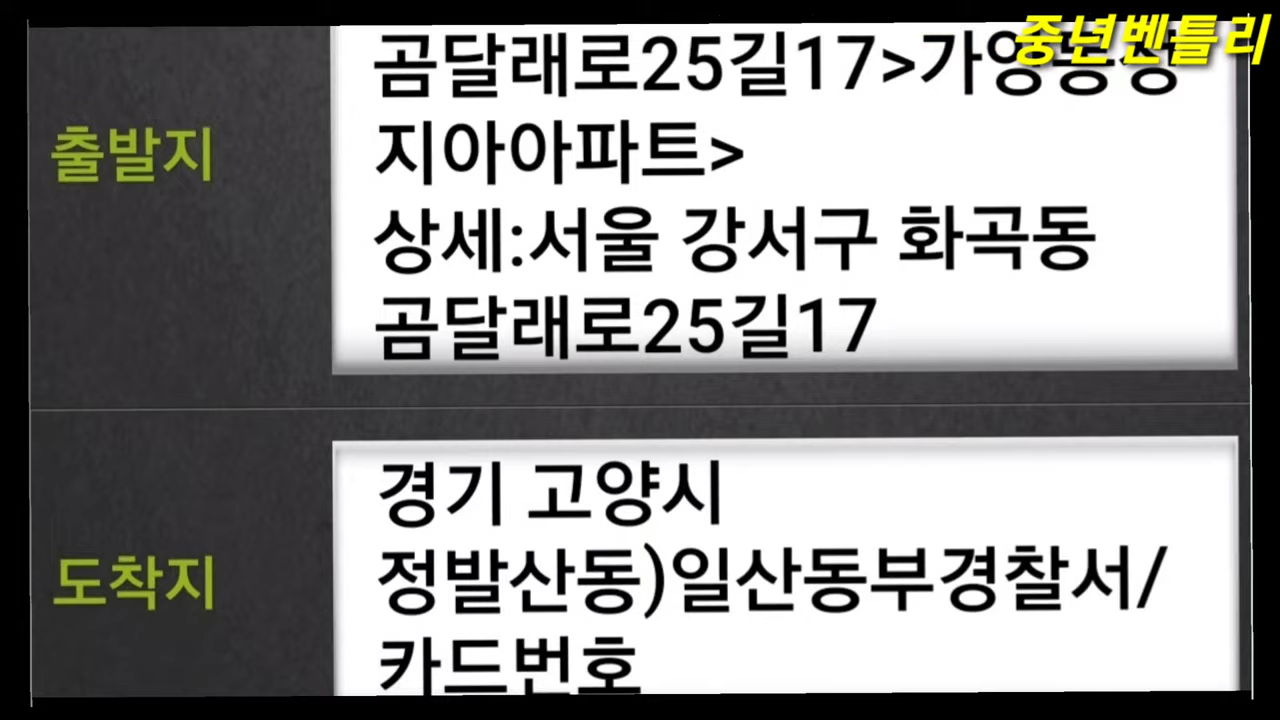 중년벤틀리
출발지
곰달래로25길17>가양동성
지아아파트>
상세:서울 강서구 화곡동
곰달래로25길17
도착지
경기 고양시
정발산동)일산동부경찰서/
카드번호